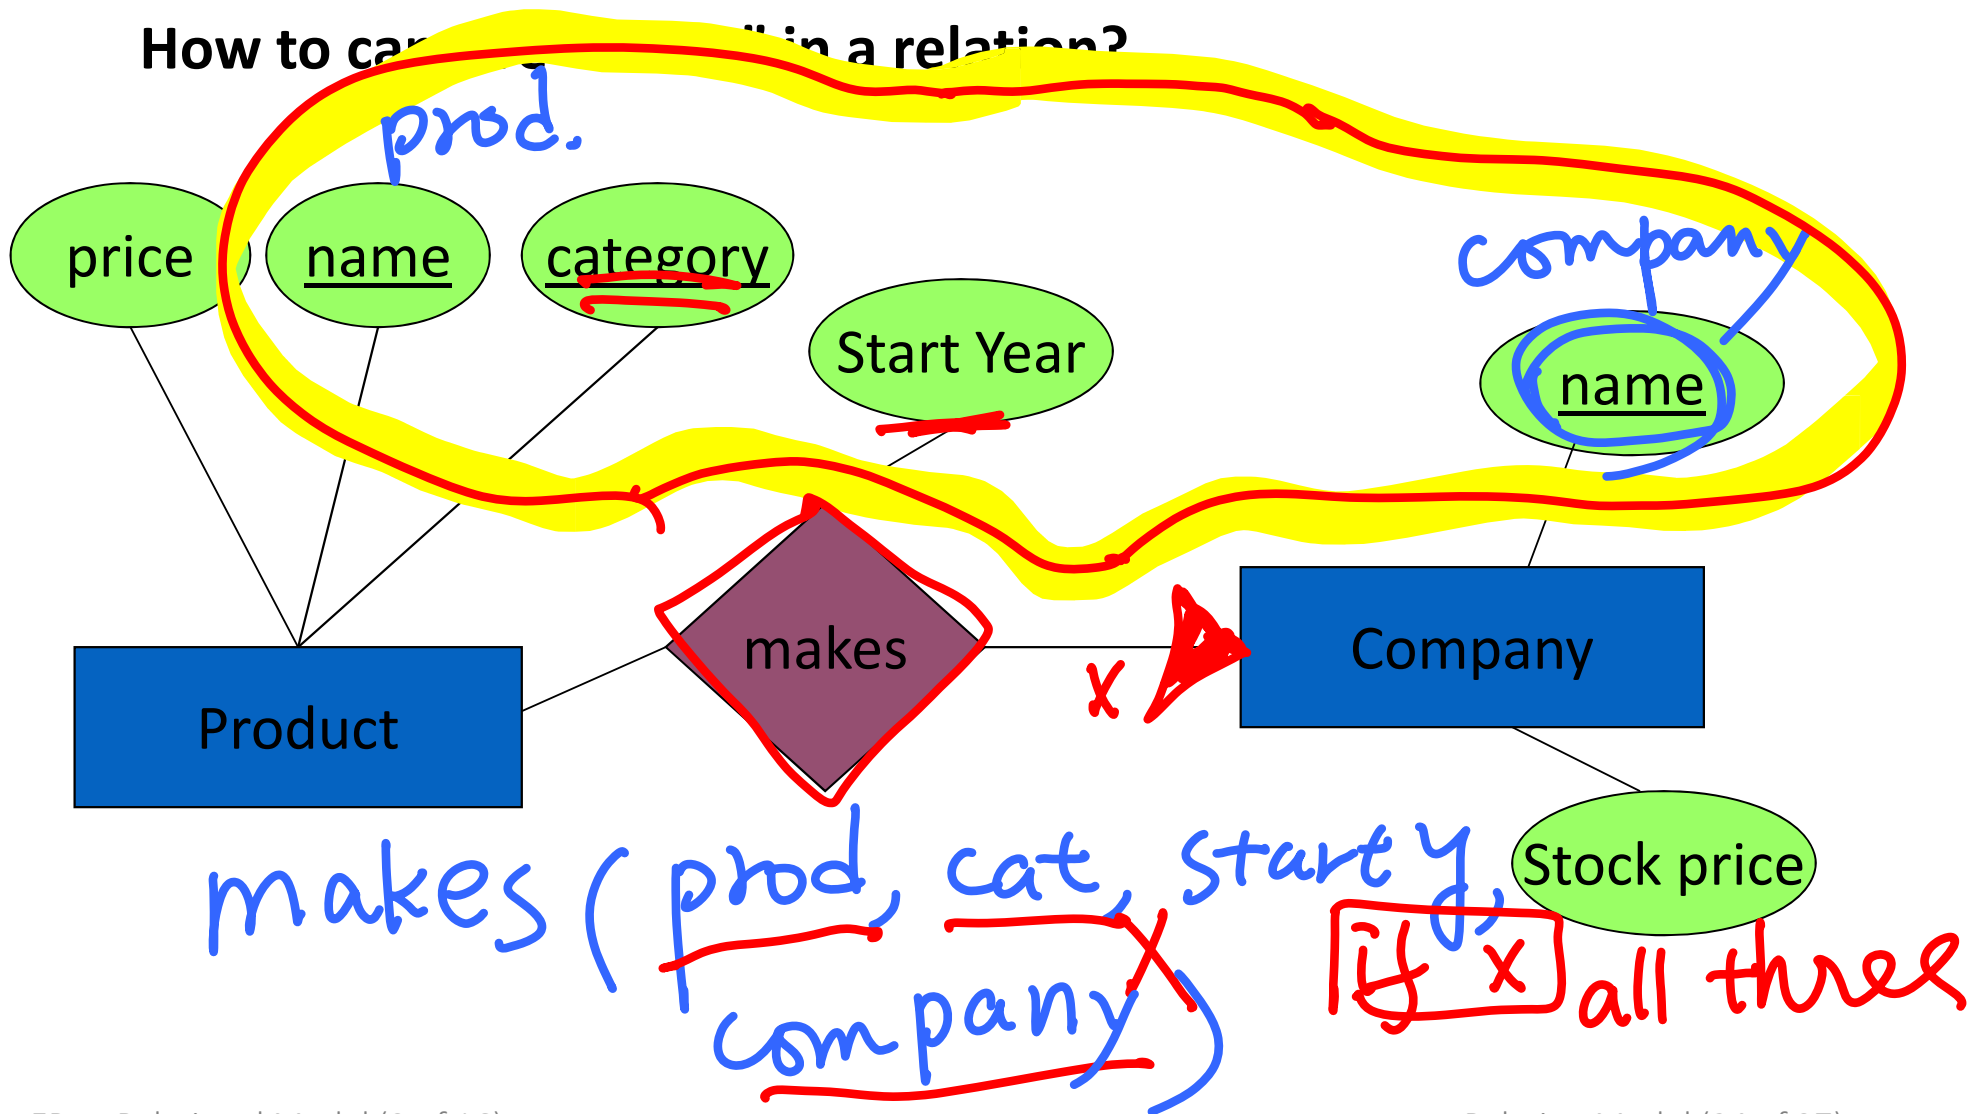 How to " in a relation?
prod.
price name category
company
Start Year
name
makes Company
x
Product
makes (prod, cat, start y,
Stock price
if x all three
company)